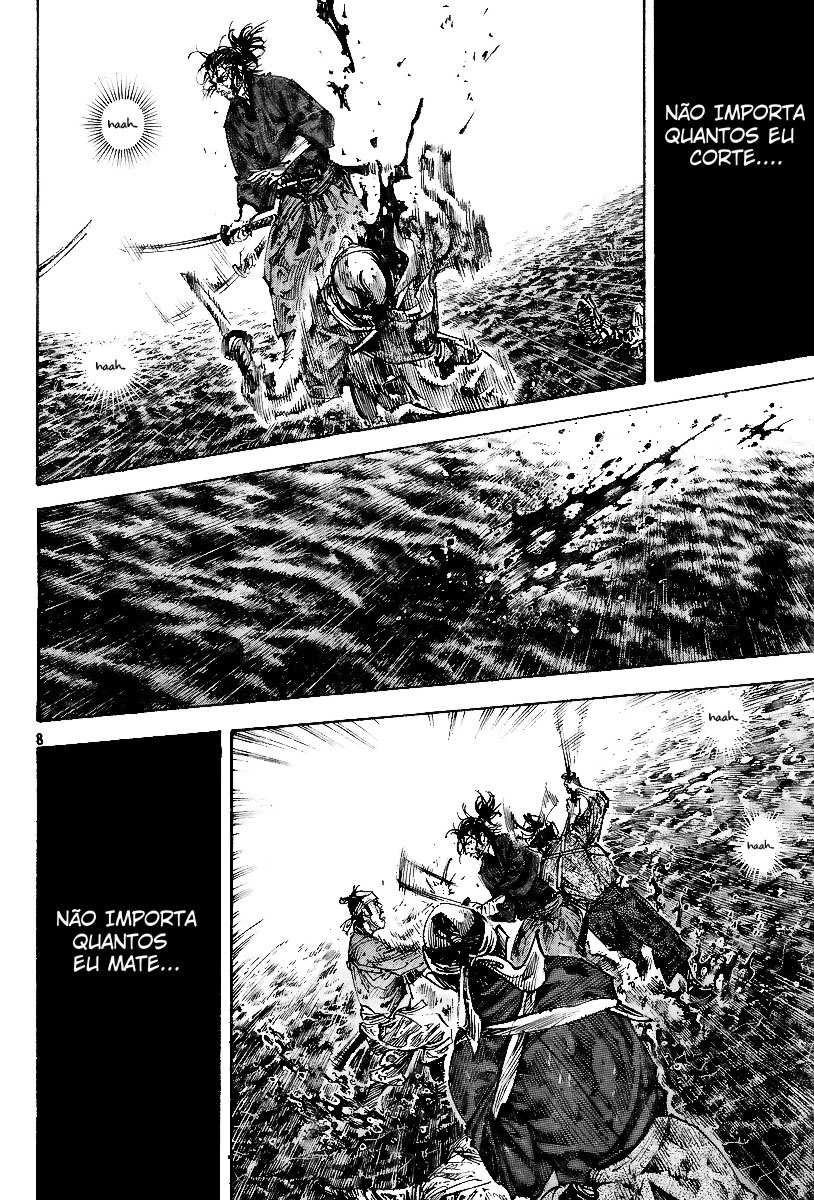 NÃO IMPORTA
QUANTOS EU
CORTE....
haah
haah
8
haah
haah
NÃO IMPORTA
QUANTOS
EU MATE...